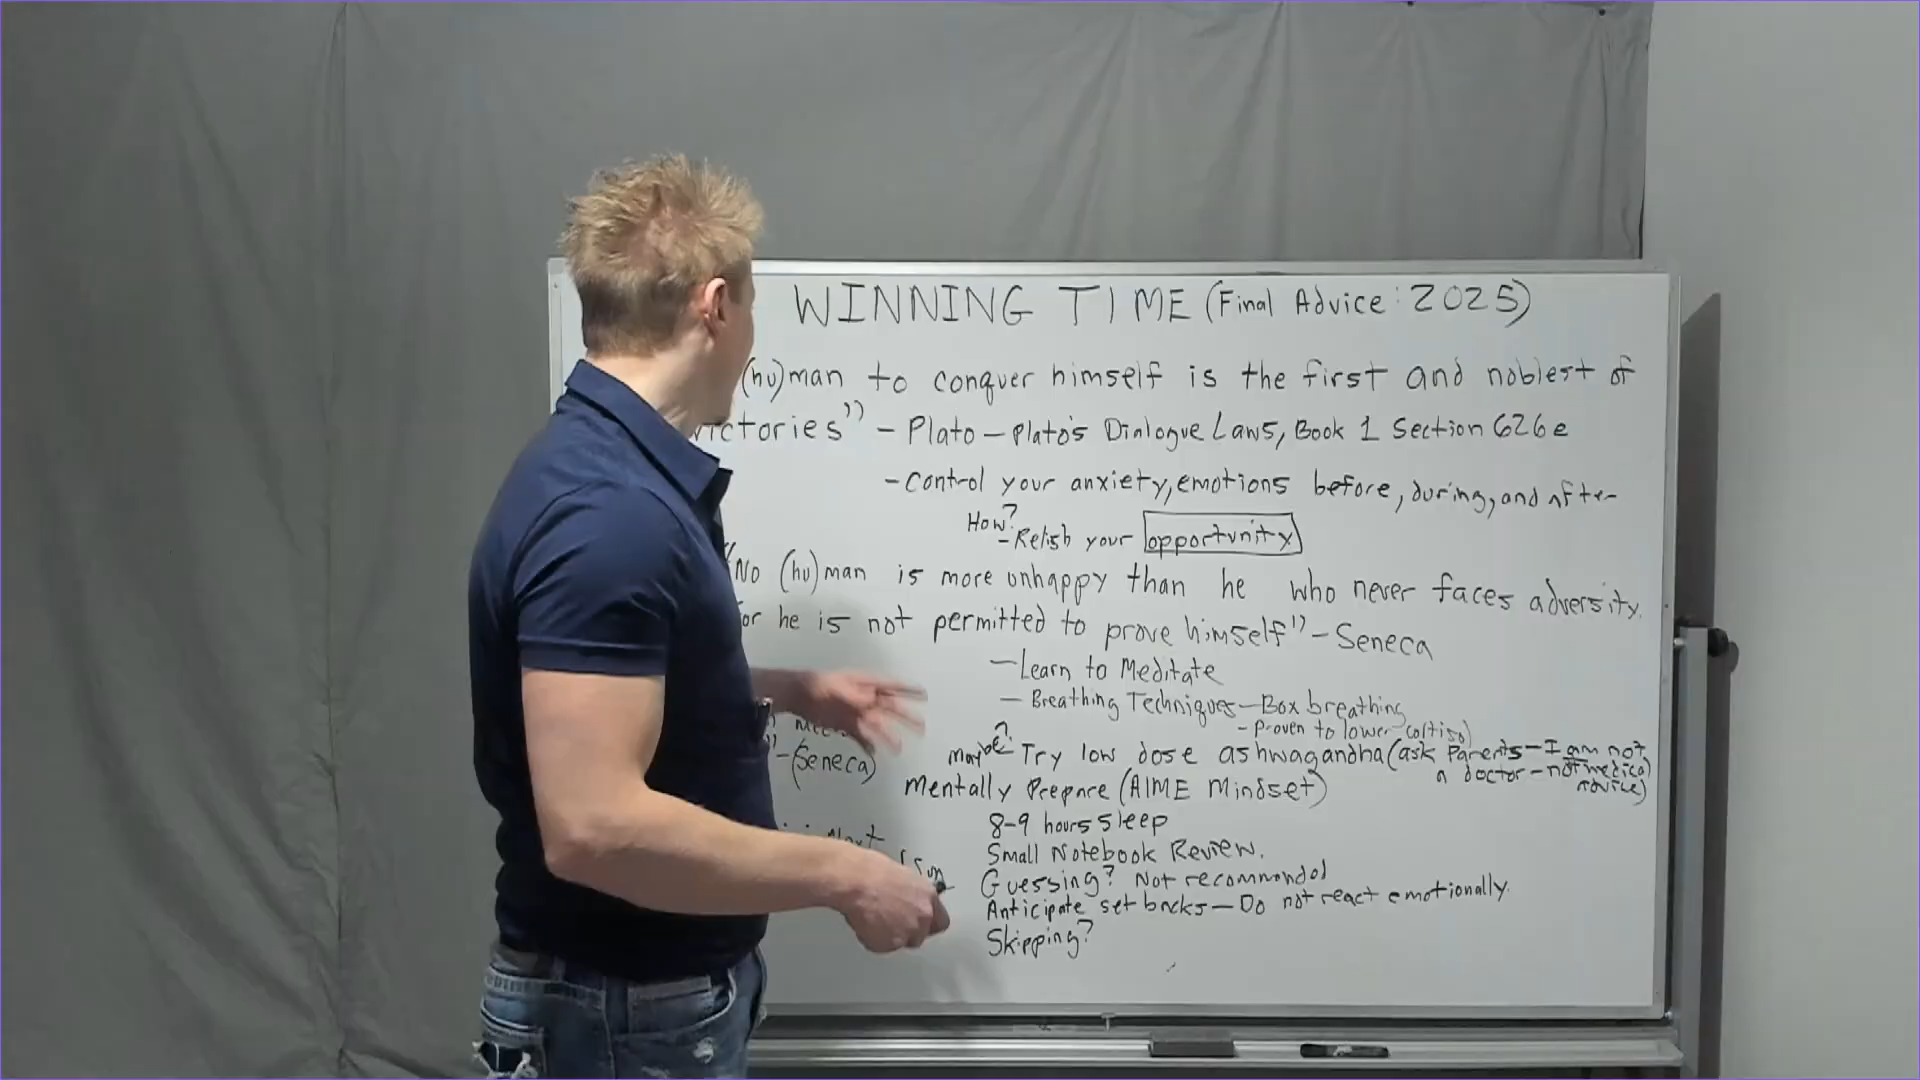 WINNING TIME (Final Advice: 2025)
(hu)man to conquer himself is the first and noblest of
victories" - Plato - Plato's Dialogue Laws, Book 1 Section 626e
- Control your anxiety, emotions before, during, and after
How?
- Relish your opportunity
"No (hu)man is more unhappy than he who never faces adversity.
or he is not permitted to prove himself" - Seneca
- Learn to Meditate
- Breathing Techniques - Box breathing
- Proven to lower cortisol
maybe? Try low dose ashwagandha (ask Parents - I am not
a doctor - not medical
advice)
" - (Seneca)
Mentally Prepare (AIME Mindset)
8-9 hours sleep
Small Notebook Review.
Guessing? Not recommended
Anticipate set backs - Do not react emotionally.
Skipping?